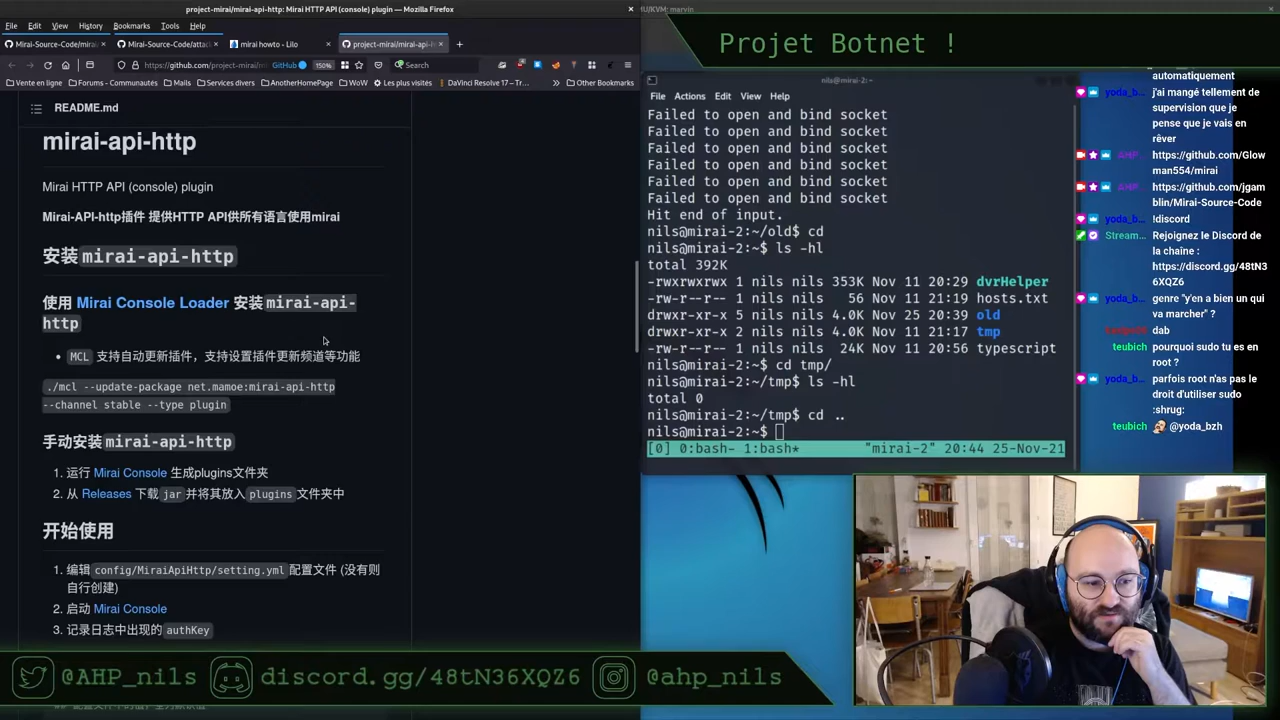 project-mirai/mirai-api-http: Mirai HTTP API (console) plugin — Mozilla Firefox
File Edit View History Bookmarks Tools Help
Mirai-Source-Code/mirai
Mirai-Source-Code/attac
mirai howto - Lilo
project-mirai/mirai-api-h
https://github.com/project-mirai/m
GitHub
150%
Search
Vente en ligne
Forums - Communautés
Mails
Services divers
AnotherHomePage
WoW
Les plus visités
DaVinci Resolve 17 – Tr…
Other Bookmarks
README.md
mirai-api-http
Mirai HTTP API (console) plugin
Mirai-API-http插件 提供HTTP API供所有语言使用mirai
安装mirai-api-http
使用 Mirai Console Loader 安装mirai-api-
http
MCL 支持自动更新插件，支持设置插件更新频道等功能
./mcl --update-package net.mamoe:mirai-api-http
--channel stable --type plugin
手动安装mirai-api-http
1. 运行 Mirai Console 生成plugins文件夹
2. 从 Releases 下载 jar 并将其放入 plugins 文件夹中
开始使用
1. 编辑 config/MiraiApiHttp/setting.yml 配置文件 (没有则
自行创建)
2. 启动 Mirai Console
3. 记录日志中出现的 authKey
MU/KVM: marvin
Projet Botnet !
nils@mirai-2:~
File Actions Edit View Help
Failed to open and bind socket
Failed to open and bind socket
Failed to open and bind socket
Failed to open and bind socket
Failed to open and bind socket
Failed to open and bind socket
Hit end of input.
nils@mirai-2:~/old$ cd
nils@mirai-2:~$ ls -hl
total 392K
-rwxrwxrwx 1 nils nils 353K Nov 11 20:29 dvrHelper
-rw-r--r-- 1 nils nils 56 Nov 11 21:19 hosts.txt
drwxr-xr-x 5 nils nils 4.0K Nov 25 20:39 old
drwxr-xr-x 2 nils nils 4.0K Nov 11 21:17 tmp
-rw-r--r-- 1 nils nils 24K Nov 11 20:56 typescript
nils@mirai-2:~$ cd tmp/
nils@mirai-2:~/tmp$ ls -hl
total 0
nils@mirai-2:~/tmp$ cd ..
nils@mirai-2:~$
[0] 0:bash- 1:bash* "mirai-2" 20:44 25-Nov-21
automatiquement
yoda_b… j'ai mangé tellement de
supervision que je
pense que je vais en
rêver
AHP_… https://github.com/Glow
man554/mirai
AHP_… https://github.com/jgam
blin/Mirai-Source-Code
yoda_b… !discord
Stream… Rejoignez le Discord de
la chaîne :
https://discord.gg/48tN3
6XQZ6
yoda_b… genre "y'en a bien un qui
va marcher" ?
dab
teubich pourquoi sudo tu es en
root ?
yoda_b… parfois root n'as pas le
droit d'utiliser sudo
:shrug:
teubich @yoda_bzh
@AHP_nils
discord.gg/48tN36XQZ6
@ahp_nils